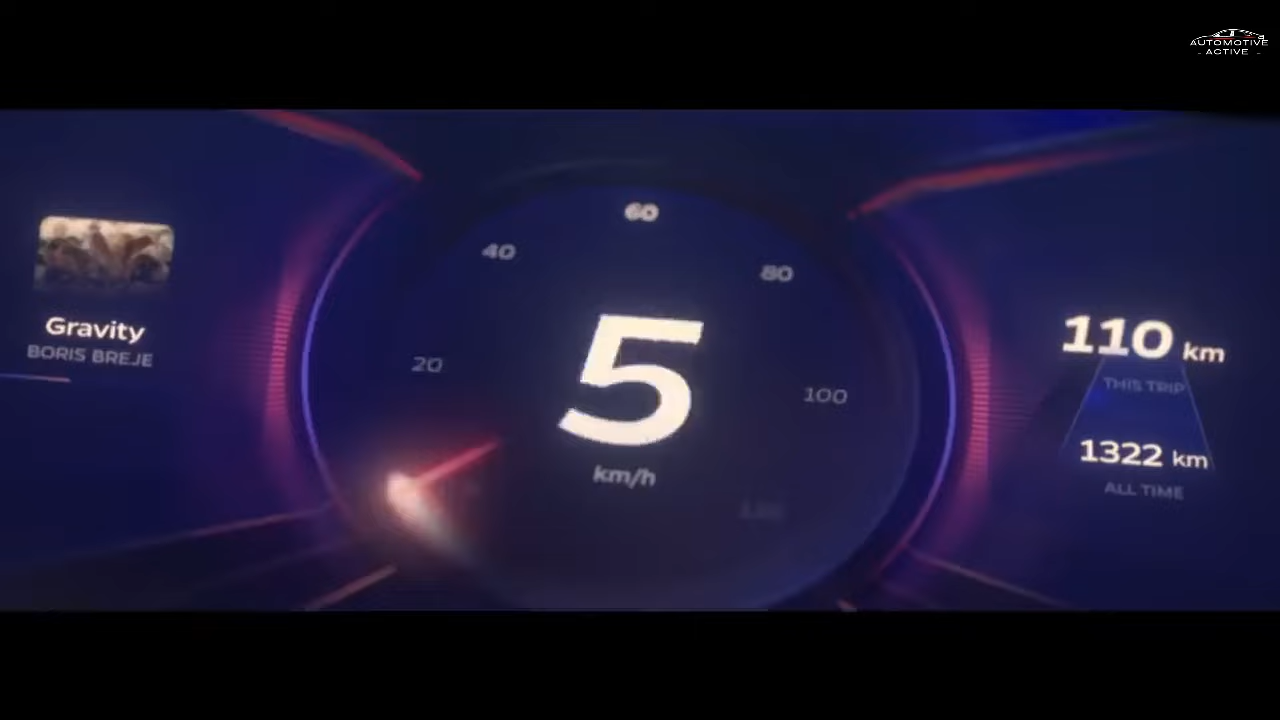 AUTOMOTIVE
- ACTIVE -
Gravity
BORIS BREJE
20
40
60
80
100
5
km/h
110 km
THIS TRIP
1322 km
ALL TIME